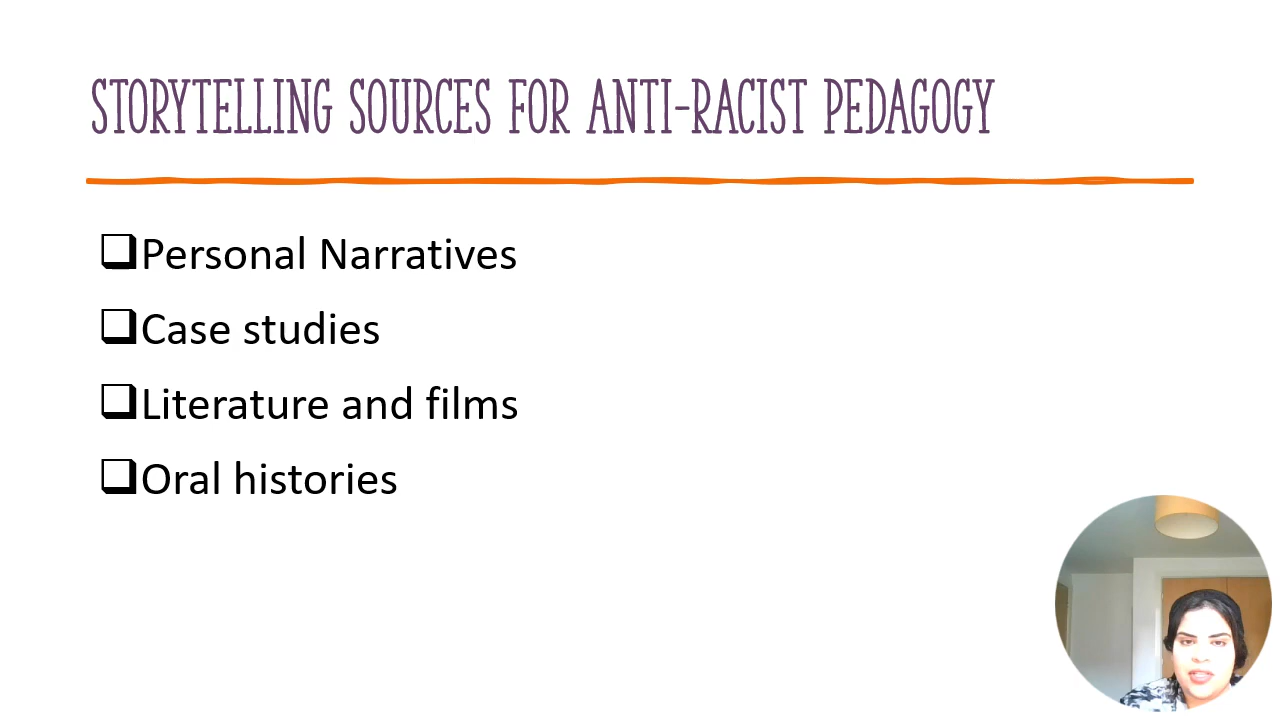 STORYTELLING SOURCES FOR ANTI-RACIST PEDAGOGY
❑Personal Narratives
❑Case studies
❑Literature and films
❑Oral histories